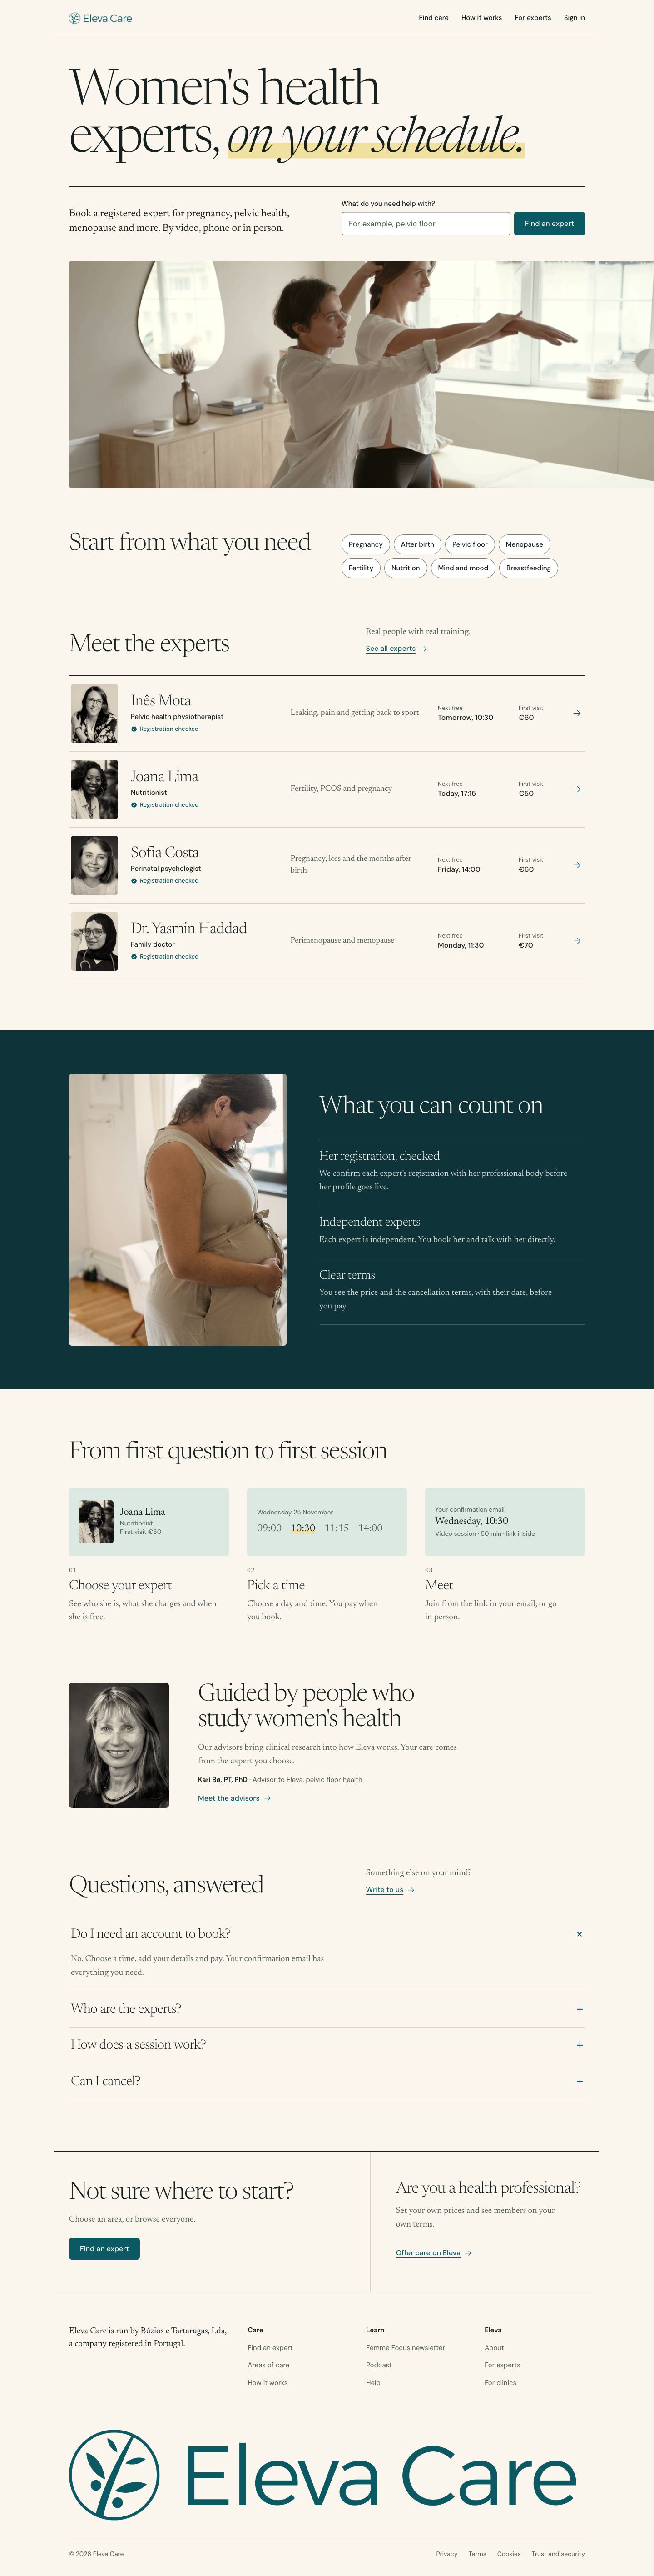 Eleva Care
Find care
How it works
For experts
Sign in
Women's health
experts, on your schedule.
Book a registered expert for pregnancy, pelvic health,
menopause and more. By video, phone or in person.
What do you need help with?
For example, pelvic floor
Find an expert
Start from what you need
Pregnancy
After birth
Pelvic floor
Menopause
Fertility
Nutrition
Mind and mood
Breastfeeding
Meet the experts
Real people with real training.
See all experts →
Inês Mota
Pelvic health physiotherapist
Registration checked
Leaking, pain and getting back to sport
Next free
Tomorrow, 10:30
First visit
€60
Joana Lima
Nutritionist
Registration checked
Fertility, PCOS and pregnancy
Next free
Today, 17:15
First visit
€50
Sofia Costa
Perinatal psychologist
Registration checked
Pregnancy, loss and the months after
birth
Next free
Friday, 14:00
First visit
€60
Dr. Yasmin Haddad
Family doctor
Registration checked
Perimenopause and menopause
Next free
Monday, 11:30
First visit
€70
What you can count on
Her registration, checked
We confirm each expert's registration with her professional body before
her profile goes live.
Independent experts
Each expert is independent. You book her and talk with her directly.
Clear terms
You see the price and the cancellation terms, with their date, before
you pay.
From first question to first session
Joana Lima
Nutritionist
First visit €50
01
Choose your expert
See who she is, what she charges and when
she is free.
Wednesday 25 November
09:00 10:30 11:15 14:00
02
Pick a time
Choose a day and time. You pay when
you book.
Your confirmation email
Wednesday, 10:30
Video session · 50 min · link inside
03
Meet
Join from the link in your email, or go
in person.
Guided by people who
study women's health
Our advisors bring clinical research into how Eleva works. Your care comes
from the expert you choose.
Kari Bø, PT, PhD · Advisor to Eleva, pelvic floor health
Meet the advisors →
Questions, answered
Something else on your mind?
Write to us →
Do I need an account to book?
No. Choose a time, add your details and pay. Your confirmation email has
everything you need.
Who are the experts?
How does a session work?
Can I cancel?
Not sure where to start?
Choose an area, or browse everyone.
Find an expert
Are you a health professional?
Set your own prices and see members on your
own terms.
Offer care on Eleva →
Eleva Care is run by Búzios e Tartarugas, Lda,
a company registered in Portugal.
Care
Find an expert
Areas of care
How it works
Learn
Femme Focus newsletter
Podcast
Help
Eleva
About
For experts
For clinics
Eleva Care
© 2026 Eleva Care
Privacy
Terms
Cookies
Trust and security